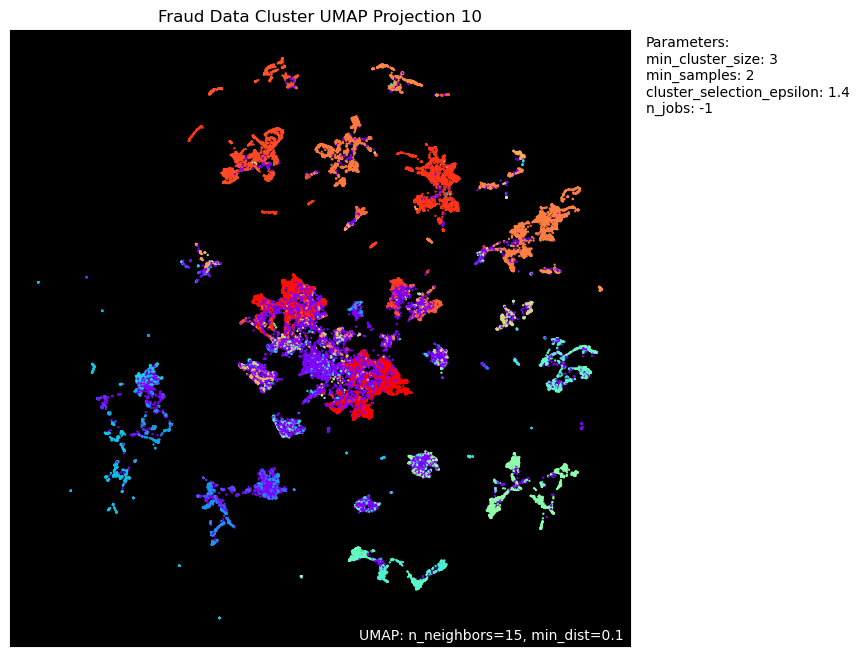 Fraud Data Cluster UMAP Projection 10
Parameters:
min_cluster_size: 3
min_samples: 2
cluster_selection_epsilon: 1.4
n_jobs: -1
UMAP: n_neighbors=15, min_dist=0.1